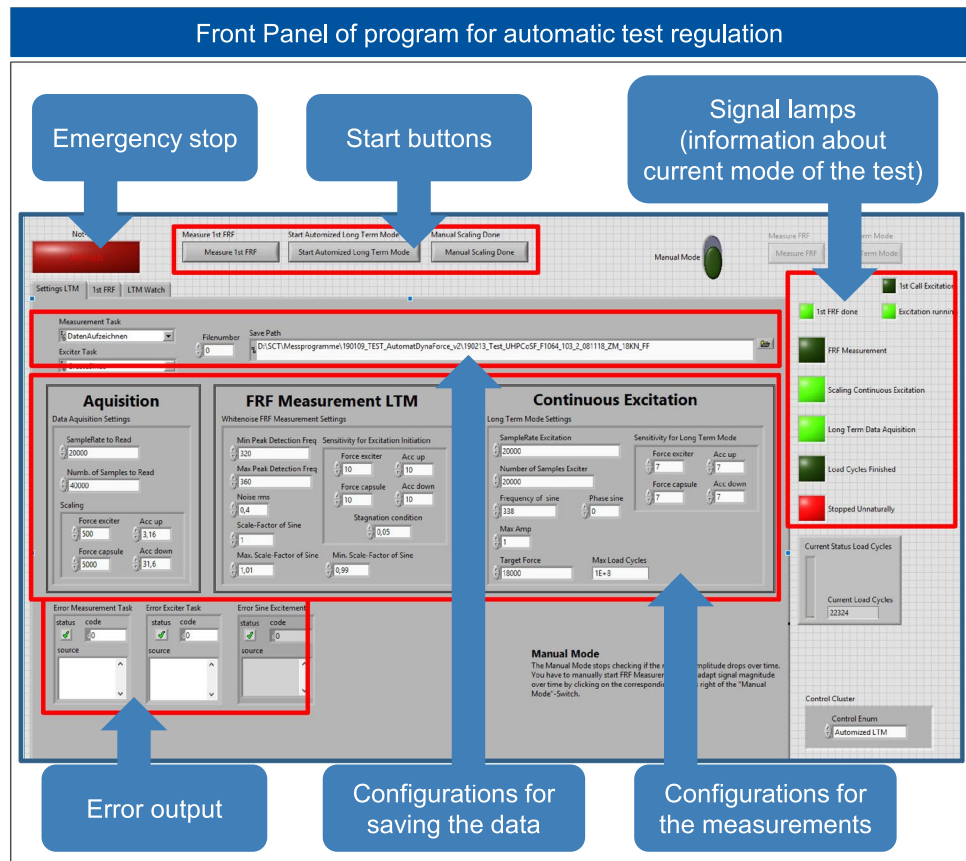 Front Panel of program for automatic test regulation
Emergency stop
Start buttons
Signal lamps
(information about
current mode of the test)
Not-
Measure 1st FRF
Start Automized Long Term Mode
Manual Scaling Done
Measure 1st FRF
Start Automized Long Term Mode
Manual Scaling Done
Manual Mode
Measure FRF
rm Mode
Measure FRF
Term Mode
Settings LTM
1st FRF
LTM Watch
1st Call Excitation
1st FRF done
Excitation runnin
FRF Measurement
Scaling Continuous Excitation
Long Term Data Aquisition
Load Cycles Finished
Stopped Unnaturally
Measurement Task
DatenAufzeichnen
Exciter Task
Filenumber
0
Save Path
D:\SCT\Messprogramme\190109_TEST_AutomatDynaForce_v2\190213_Test_UHPCoSF_F1064_103_2_081118_ZM_18KN_FF
Aquisition
Data Aquisition Settings
SampleRate to Read
20000
Numb. of Samples to Read
40000
Scaling
Force exciter
Acc up
500
3,16
Force capsule
Acc down
5000
31,6
FRF Measurement LTM
Whitenoise FRF Measurement Settings
Min Peak Detection Freq
320
Max Peak Detection Freq
360
Noise rms
0,4
Scale-Factor of Sine
1
Max. Scale-Factor of Sine
1,01
Sensitivity for Excitation Initiation
Force exciter
Acc up
10
10
Force capsule
Acc down
10
10
Stagnation condition
0,05
Min. Scale-Factor of Sine
0,99
Continuous Excitation
Long Term Mode Settings
SampleRate Excitation
20000
Number of Samples Exciter
20000
Frequency of sine
Phase sine
338
0
Max Amp
1
Target Force
Max Load Cycles
18000
1E+8
Sensitivity for Long Term Mode
Force exciter
Acc up
7
7
Force capsule
Acc down
7
7
Current Status Load Cycles
Current Load Cycles
22324
Error Measurement Task
status
code
0
source
Error Exciter Task
status
code
0
source
Error Sine Excitement
status
code
0
source
Manual Mode
The Manual Mode stops checking if the mplitude drops over time.
You have to manually start FRF Measure dapt signal magnitude
over time by clicking on the correspondin s right of the "Manual
Mode"-Switch.
Control Cluster
Control Enum
Automized LTM
Error output
Configurations for
saving the data
Configurations for
the measurements